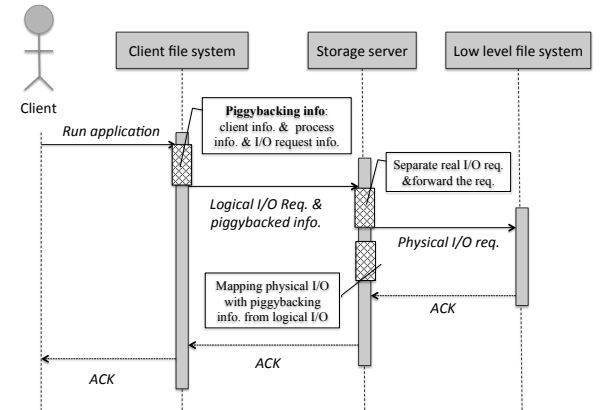 Client file system
Storage server
Low level file system
Client
Run application
Piggybacking info:
client info. & process
info. & I/O request info.
Separate real I/O req.
&forward the req.
Logical I/O Req. &
piggybacked info.
Physical I/O req.
Mapping physical I/O
with piggybacking
info. from logical I/O
ACK
ACK
ACK